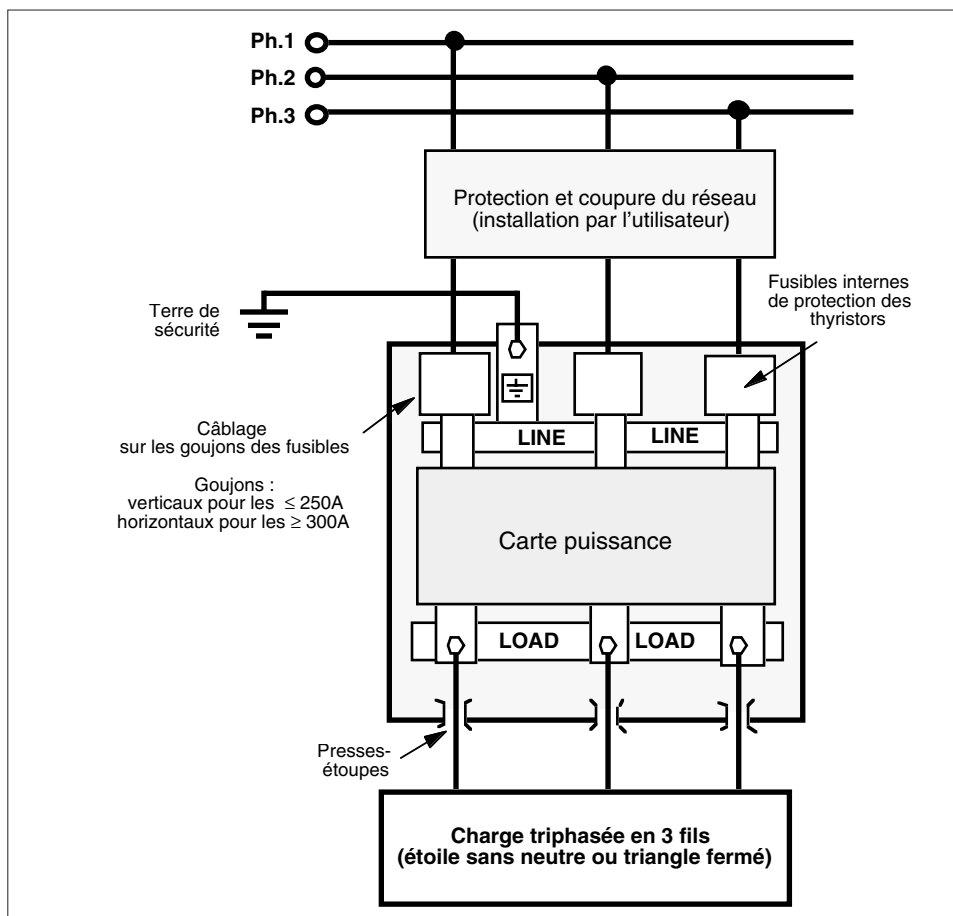 Ph.1
Ph.2
Ph.3
Protection et coupure du réseau
(installation par l'utilisateur)
Terre de
sécurité
Fusibles internes
de protection des
thyristors
Câblage
sur les goujons des fusibles
Goujons :
verticaux pour les ≤ 250A
horizontaux pour les ≥ 300A
LINE LINE
Carte puissance
LOAD LOAD
Presses-
étoupes
Charge triphasée en 3 fils
(étoile sans neutre ou triangle fermé)